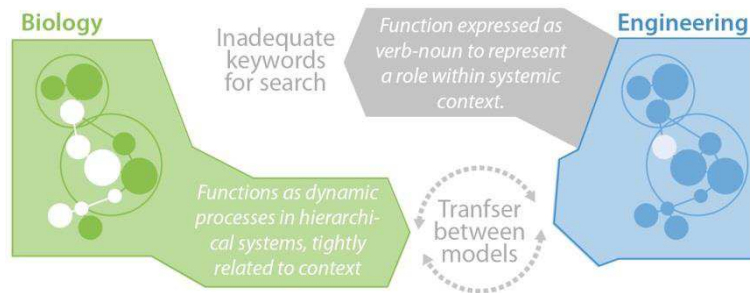 Biology
Inadequate
keywords
for search
Function expressed as
verb-noun to represent
a role within systemic
context.
Engineering
Functions as dynamic
processes in hierarchi-
cal systems, tightly
related to context
Tranfser
between
models